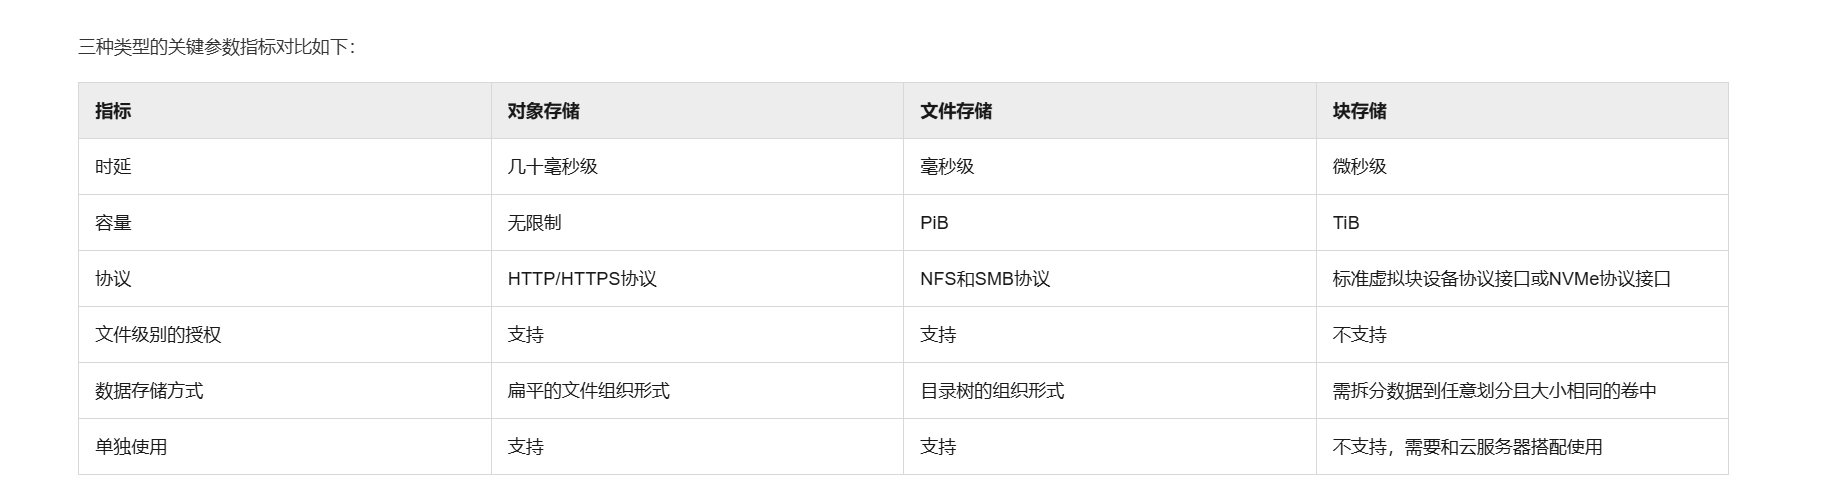 三种类型的关键参数指标对比如下：
指标 对象存储 文件存储 块存储
时延 几十毫秒级 毫秒级 微秒级
容量 无限制 PiB TiB
协议 HTTP/HTTPS协议 NFS和SMB协议 标准虚拟块设备协议接口或NVMe协议接口
文件级别的授权 支持 支持 不支持
数据存储方式 扁平的文件组织形式 目录树的组织形式 需拆分数据到任意划分且大小相同的卷中
单独使用 支持 支持 不支持，需要和云服务器搭配使用